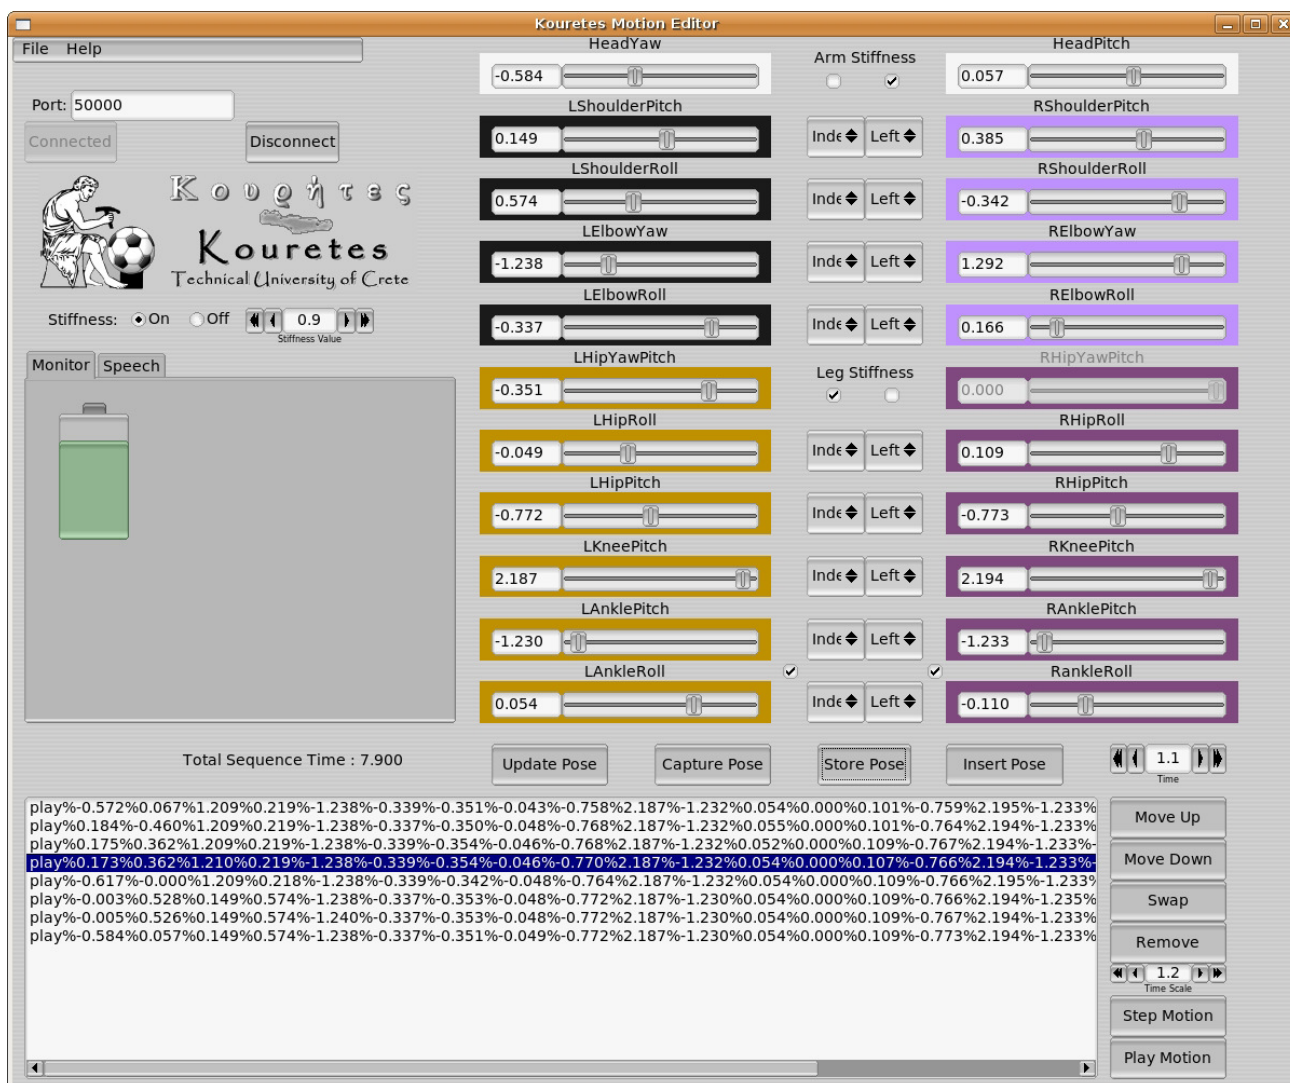 Kouretes Motion Editor
File Help
HeadYaw
-0.584
Arm Stiffness
HeadPitch
0.057
Port: 50000
Connected
Disconnect
LShoulderPitch
0.149
Inde Left
RShoulderPitch
0.385
Κουρήτες
Kouretes
Technical University of Crete
LShoulderRoll
0.574
Inde Left
RShoulderRoll
-0.342
LElbowYaw
-1.238
Inde Left
RElbowYaw
1.292
LElbowRoll
-0.337
Inde Left
RElbowRoll
0.166
Stiffness: On Off 0.9
Stiffness Value
Monitor Speech
LHipYawPitch
-0.351
Leg Stiffness
RHipYawPitch
0.000
LHipRoll
-0.049
Inde Left
RHipRoll
0.109
LHipPitch
-0.772
Inde Left
RHipPitch
-0.773
LKneePitch
2.187
Inde Left
RKneePitch
2.194
LAnklePitch
-1.230
Inde Left
RAnklePitch
-1.233
LAnkleRoll
0.054
Inde Left
RankleRoll
-0.110
Total Sequence Time : 7.900
Update Pose
Capture Pose
Store Pose
Insert Pose
1.1
Time
play%-0.572%0.067%1.209%0.219%-1.238%-0.339%-0.351%-0.043%-0.758%2.187%-1.232%0.054%0.000%0.101%-0.759%2.195%-1.233%
play%0.184%-0.460%1.209%0.219%-1.238%-0.337%-0.350%-0.048%-0.768%2.187%-1.232%0.055%0.000%0.101%-0.764%2.194%-1.233%
play%0.175%0.362%1.209%0.219%-1.238%-0.339%-0.354%-0.046%-0.768%2.187%-1.232%0.052%0.000%0.109%-0.767%2.194%-1.233%-
play%0.173%0.362%1.210%0.219%-1.238%-0.339%-0.354%-0.046%-0.770%2.187%-1.232%0.054%0.000%0.107%-0.766%2.194%-1.233%-
play%-0.617%-0.000%1.209%0.218%-1.238%-0.339%-0.342%-0.048%-0.764%2.187%-1.232%0.054%0.000%0.109%-0.766%2.195%-1.233%
play%-0.003%0.528%0.149%0.574%-1.238%-0.337%-0.353%-0.048%-0.772%2.187%-1.230%0.054%0.000%0.109%-0.766%2.194%-1.235%
play%-0.005%0.526%0.149%0.574%-1.240%-0.337%-0.353%-0.048%-0.772%2.187%-1.230%0.054%0.000%0.109%-0.767%2.194%-1.233%
play%-0.584%0.057%0.149%0.574%-1.238%-0.337%-0.351%-0.049%-0.772%2.187%-1.230%0.054%0.000%0.109%-0.773%2.194%-1.233%
Move Up
Move Down
Swap
Remove
1.2
Time Scale
Step Motion
Play Motion